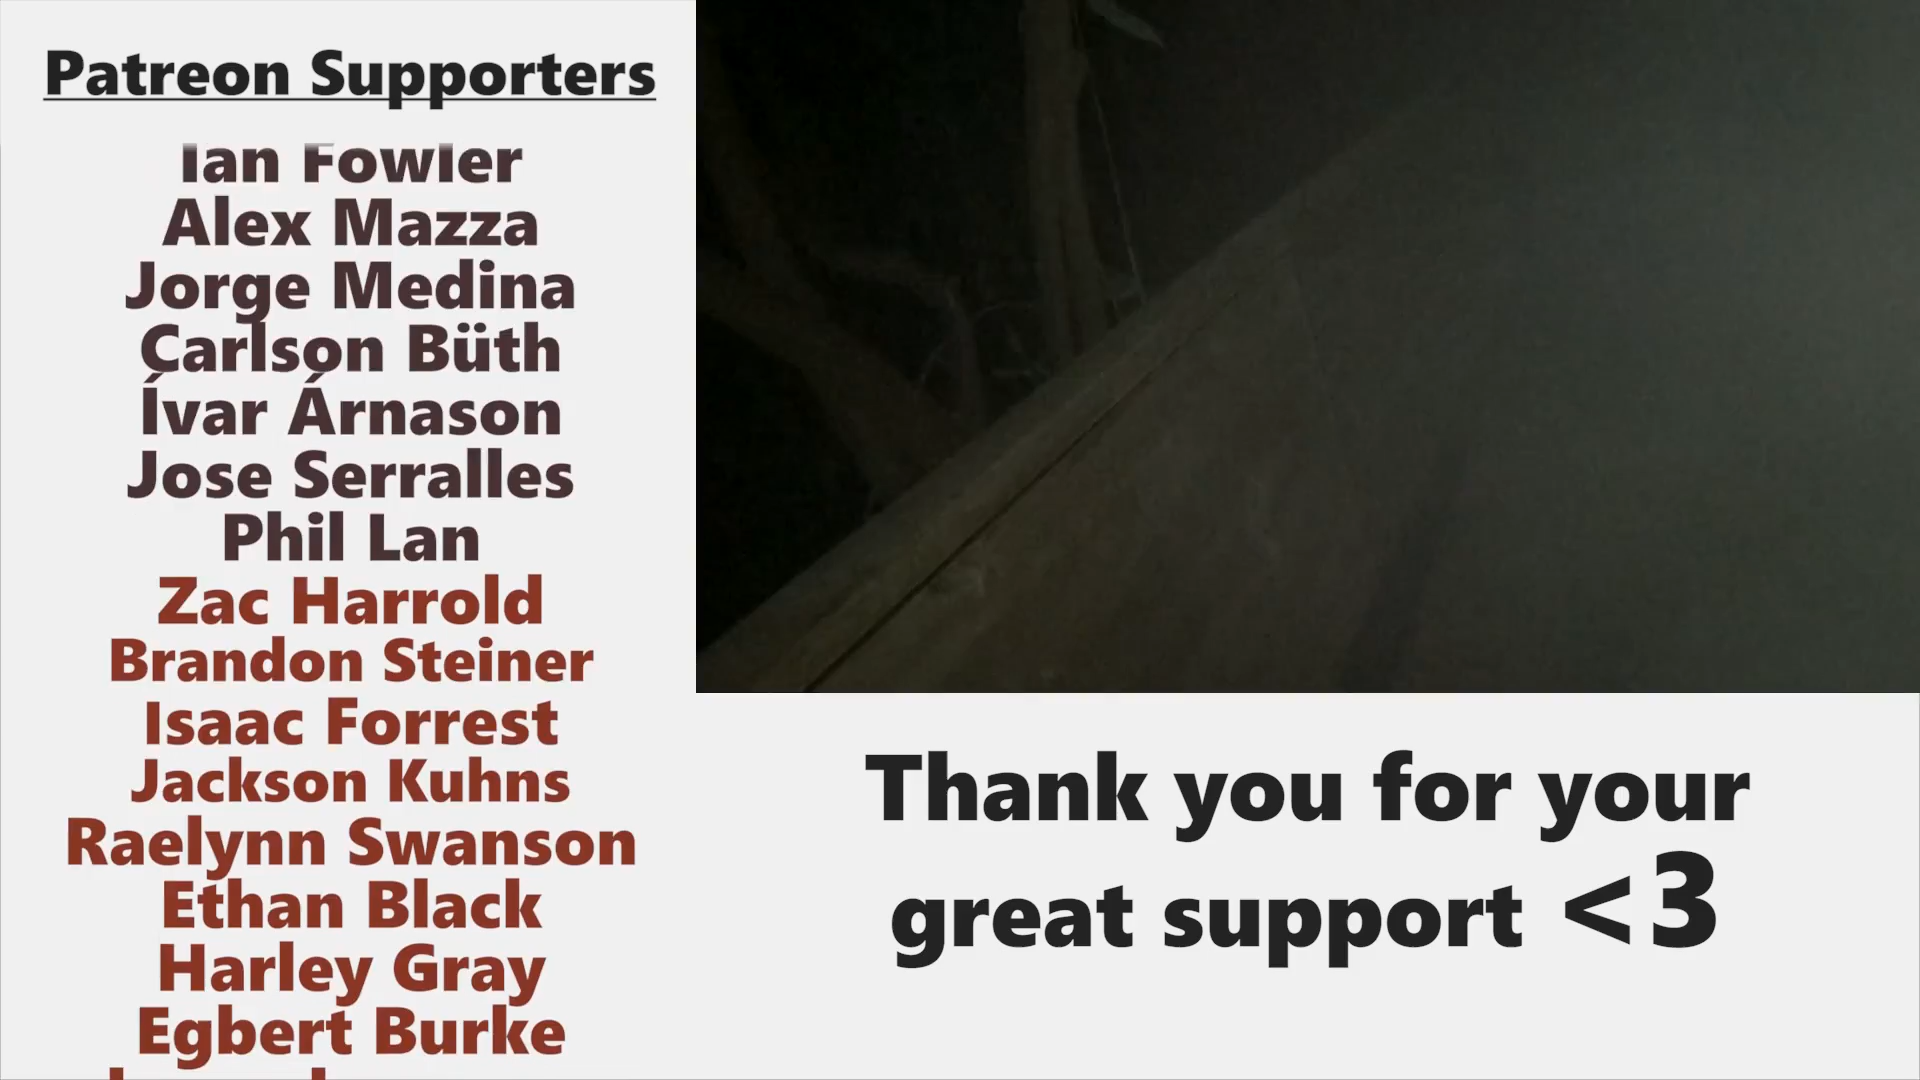 Patreon Supporters
Ian Fowler
Alex Mazza
Jorge Medina
Carlson Büth
Ívar Árnason
Jose Serralles
Phil Lan
Zac Harrold
Brandon Steiner
Isaac Forrest
Jackson Kuhns
Raelynn Swanson
Ethan Black
Harley Gray
Egbert Burke
Thank you for your
great support <3